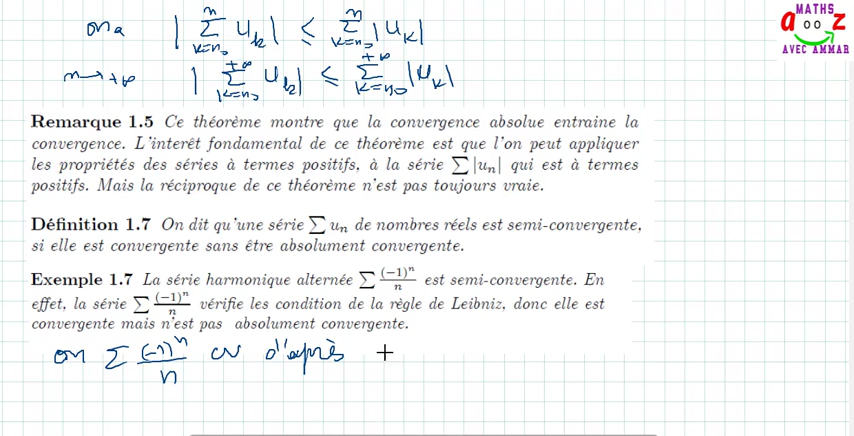 MATHS
a z
AVEC AMMAR
on a |∑_{k=n₀}^{n} u_k| ≤ ∑_{k=n₀}^{n} |u_k|
n → +∞ |∑_{k=n₀}^{+∞} u_k| ≤ ∑_{k=n₀}^{+∞} |u_k|
Remarque 1.5 Ce théorème montre que la convergence absolue entraine la
convergence. L'interêt fondamental de ce théorème est que l'on peut appliquer
les propriétés des séries à termes positifs, à la série ∑|uₙ| qui est à termes
positifs. Mais la réciproque de ce théorème n'est pas toujours vraie.
Définition 1.7 On dit qu'une série ∑ uₙ de nombres réels est semi-convergente,
si elle est convergente sans être absolument convergente.
Exemple 1.7 La série harmonique alternée ∑ (-1)ⁿ/n est semi-convergente. En
effet, la série ∑ (-1)ⁿ/n vérifie les condition de la règle de Leibniz, donc elle est
convergente mais n'est pas absolument convergente.
on ∑ (-1)ⁿ/n cv d'après